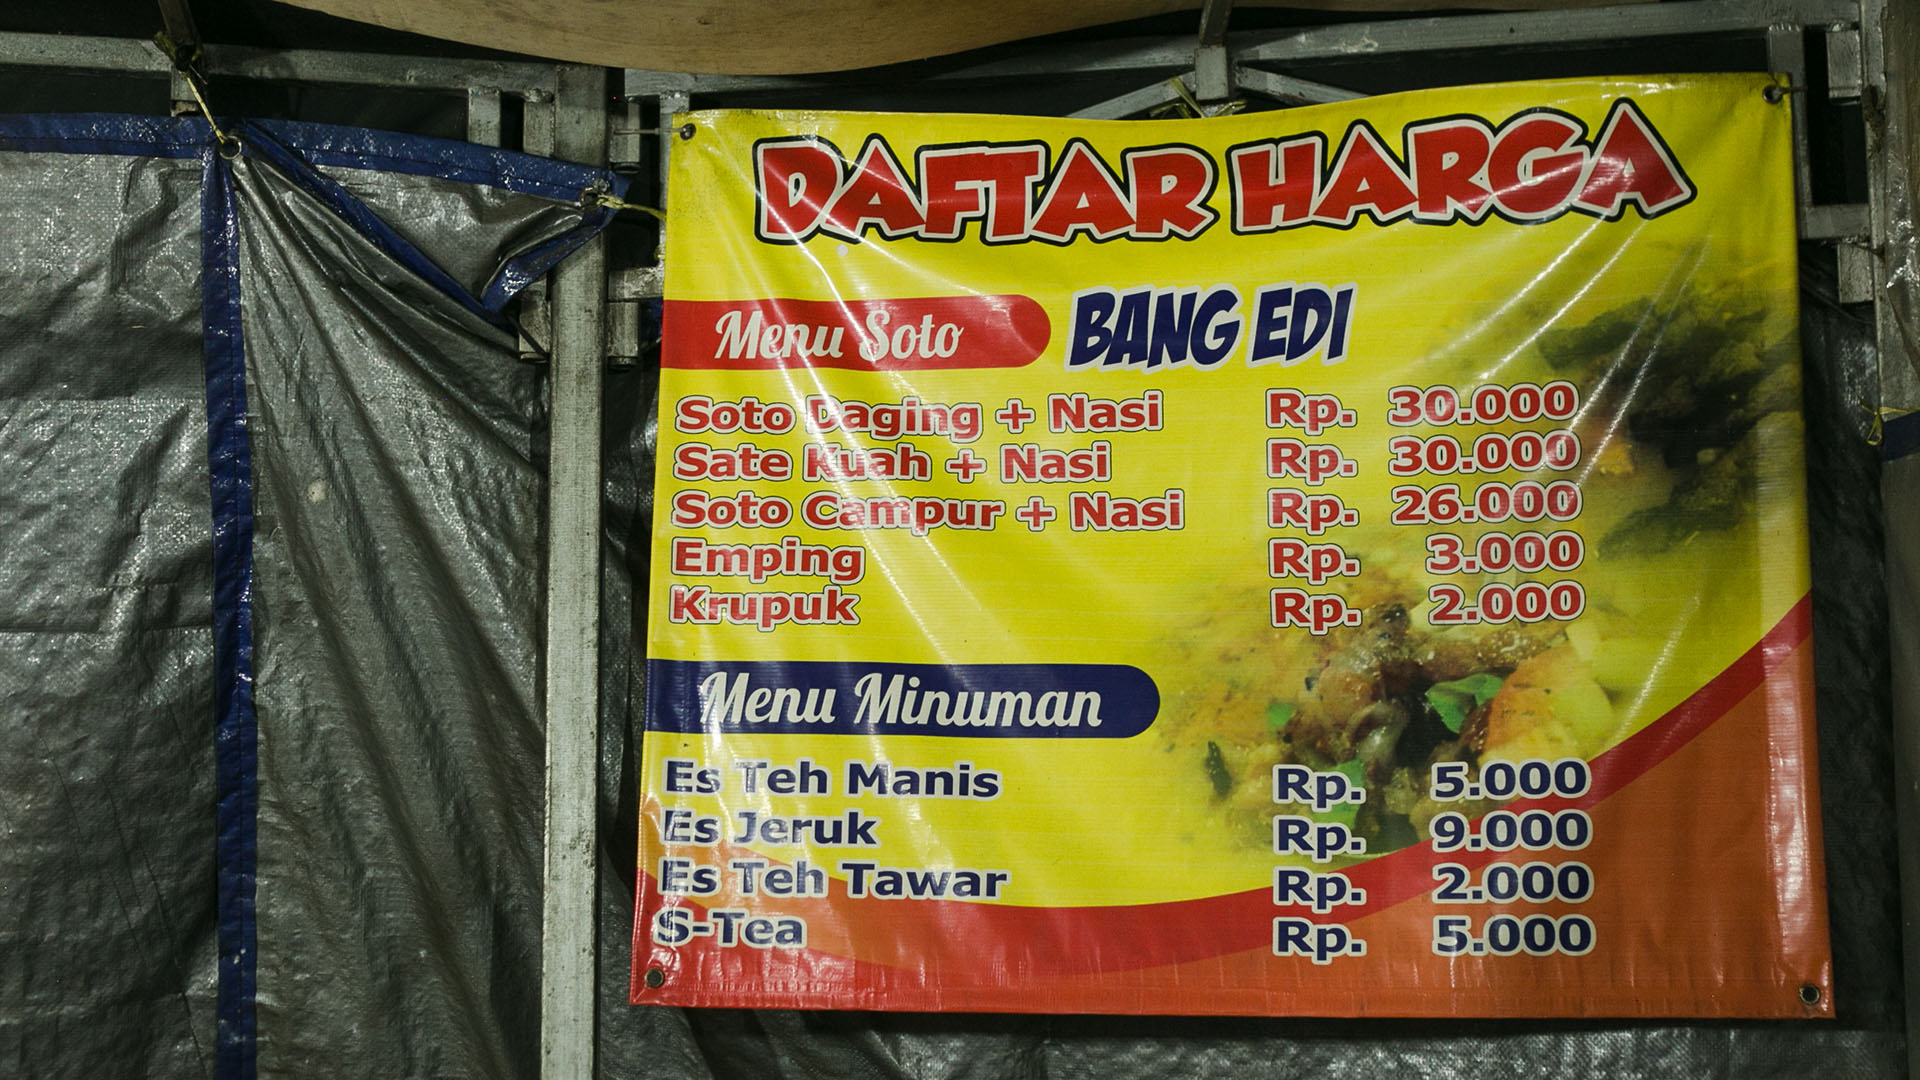 DAFTAR HARGA
Menu Soto BANG EDI
Soto Daging + Nasi Rp. 30.000
Sate Kuah + Nasi Rp. 30.000
Soto Campur + Nasi Rp. 26.000
Emping Rp. 3.000
Krupuk Rp. 2.000
Menu Minuman
Es Teh Manis Rp. 5.000
Es Jeruk Rp. 9.000
Es Teh Tawar Rp. 2.000
S-Tea Rp. 5.000